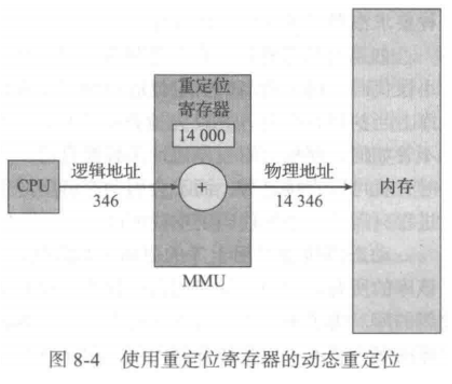 重定位
寄存器
14 000
CPU
逻辑地址
346
+
物理地址
14 346
内存
MMU
图 8-4 使用重定位寄存器的动态重定位